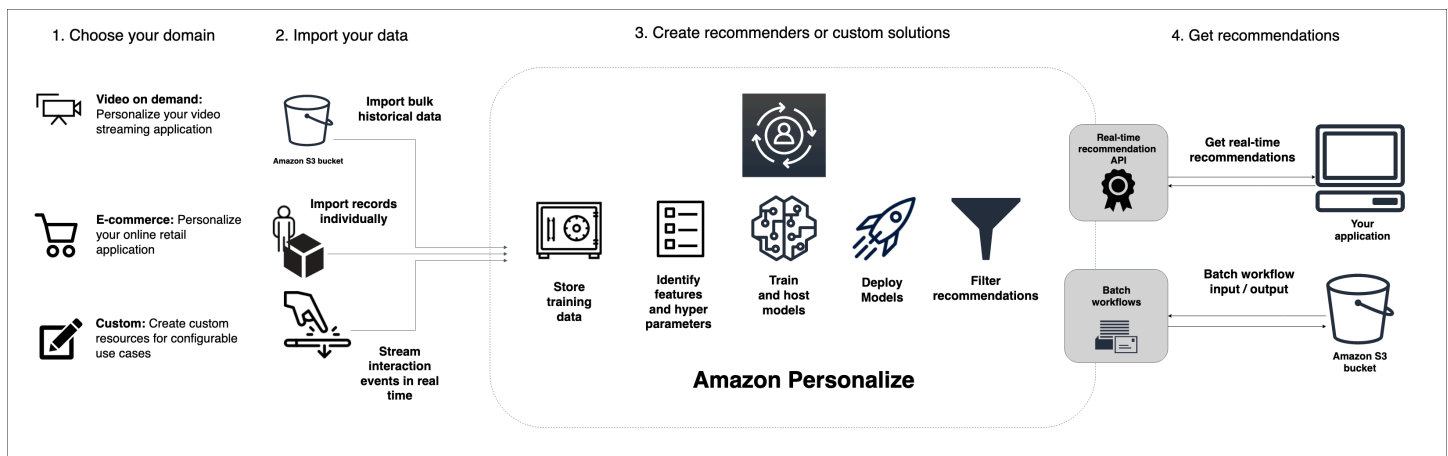 1. Choose your domain
2. Import your data
3. Create recommenders or custom solutions
4. Get recommendations
Video on demand:
Personalize your video
streaming application
E-commerce: Personalize
your online retail
application
Custom: Create custom
resources for configurable
use cases
Import bulk
historical data
Amazon S3 bucket
Import records
individually
Stream
interaction
events in real
time
Store
training
data
Identify
features
and hyper
parameters
Train
and host
models
Deploy
Models
Filter
recommendations
Amazon Personalize
Real-time
recommendation
API
Get real-time
recommendations
Your
application
Batch
workflows
Batch workflow
input / output
Amazon S3
bucket